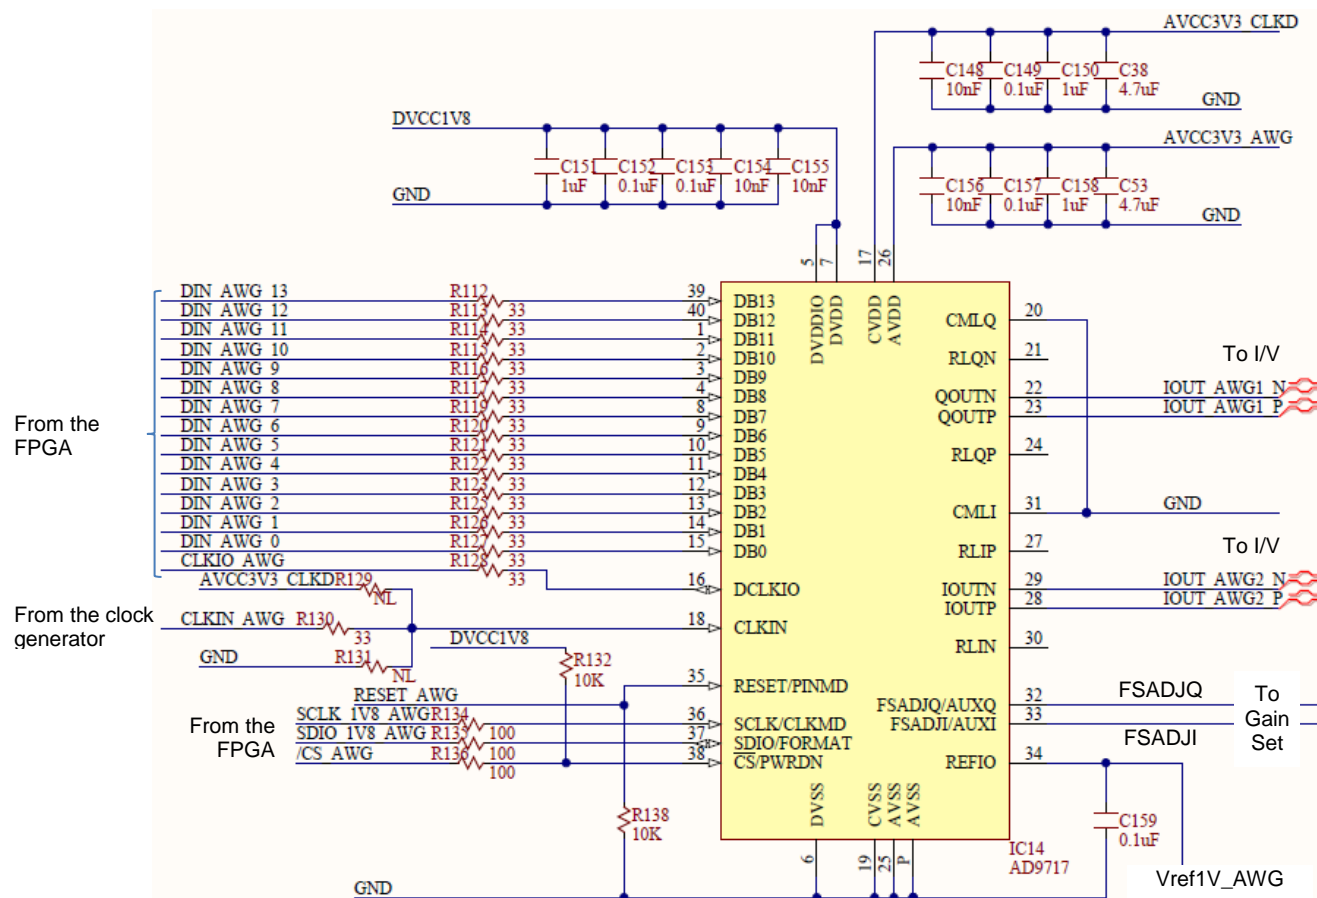 AVCC3V3_CLKD
C148
10nF
C149
0.1uF
C150
1uF
C38
4.7uF
GND
DVCC1V8
C151
1uF
C152
0.1uF
C153
0.1uF
C154
10nF
C155
10nF
GND
AVCC3V3_AWG
C156
10nF
C157
0.1uF
C158
1uF
C53
4.7uF
GND
5
7
17
26
DVDDIO
DVDD
CVDD
AVDD
From the
FPGA
DIN_AWG_13 R112 39 DB13
DIN_AWG_12 R113 33 40 DB12
DIN_AWG_11 R114 33 1 DB11
DIN_AWG_10 R115 33 2 DB10
DIN_AWG_9 R116 33 3 DB9
DIN_AWG_8 R117 33 4 DB8
DIN_AWG_7 R119 33 8 DB7
DIN_AWG_6 R120 33 9 DB6
DIN_AWG_5 R121 33 10 DB5
DIN_AWG_4 R122 33 11 DB4
DIN_AWG_3 R123 33 12 DB3
DIN_AWG_2 R125 33 13 DB2
DIN_AWG_1 R126 33 14 DB1
DIN_AWG_0 R127 33 15 DB0
CLKIO_AWG R128 33
16 DCLKIO
AVCC3V3_CLKD R129
NL
From the clock
generator
CLKIN_AWG R130
33
18 CLKIN
GND R131
NL
DVCC1V8
R132
10K
RESET_AWG
35 RESET/PINMD
From the
FPGA
SCLK_1V8_AWG R134 36 SCLK/CLKMD
SDIO_1V8_AWG R135 100 37 SDIO/FORMAT
/CS_AWG R136 100 38 CS/PWRDN
100
R138
10K
GND
DVSS
CVSS
AVSS
AVSS
6
19
25
P
CMLQ 20
RLQN 21
To I/V
QOUTN 22 IOUT_AWG1_N
QOUTP 23 IOUT_AWG1_P
RLQP 24
CMLI 31 GND
RLIP 27
To I/V
IOUTN 29 IOUT_AWG2_N
IOUTP 28 IOUT_AWG2_P
RLIN 30
FSADJQ/AUXQ 32 FSADJQ
FSADJI/AUXI 33 FSADJI
To
Gain
Set
REFIO 34
C159
0.1uF
IC14
AD9717
Vref1V_AWG